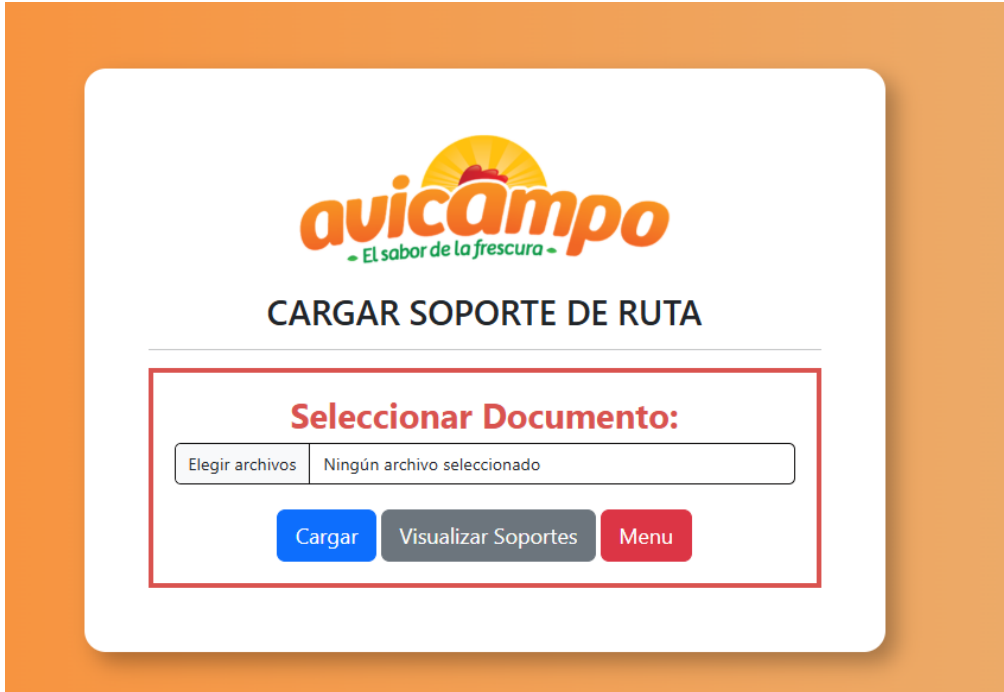 avicampo
El sabor de la frescura
CARGAR SOPORTE DE RUTA
Seleccionar Documento:
Elegir archivos Ningún archivo seleccionado
Cargar Visualizar Soportes Menu